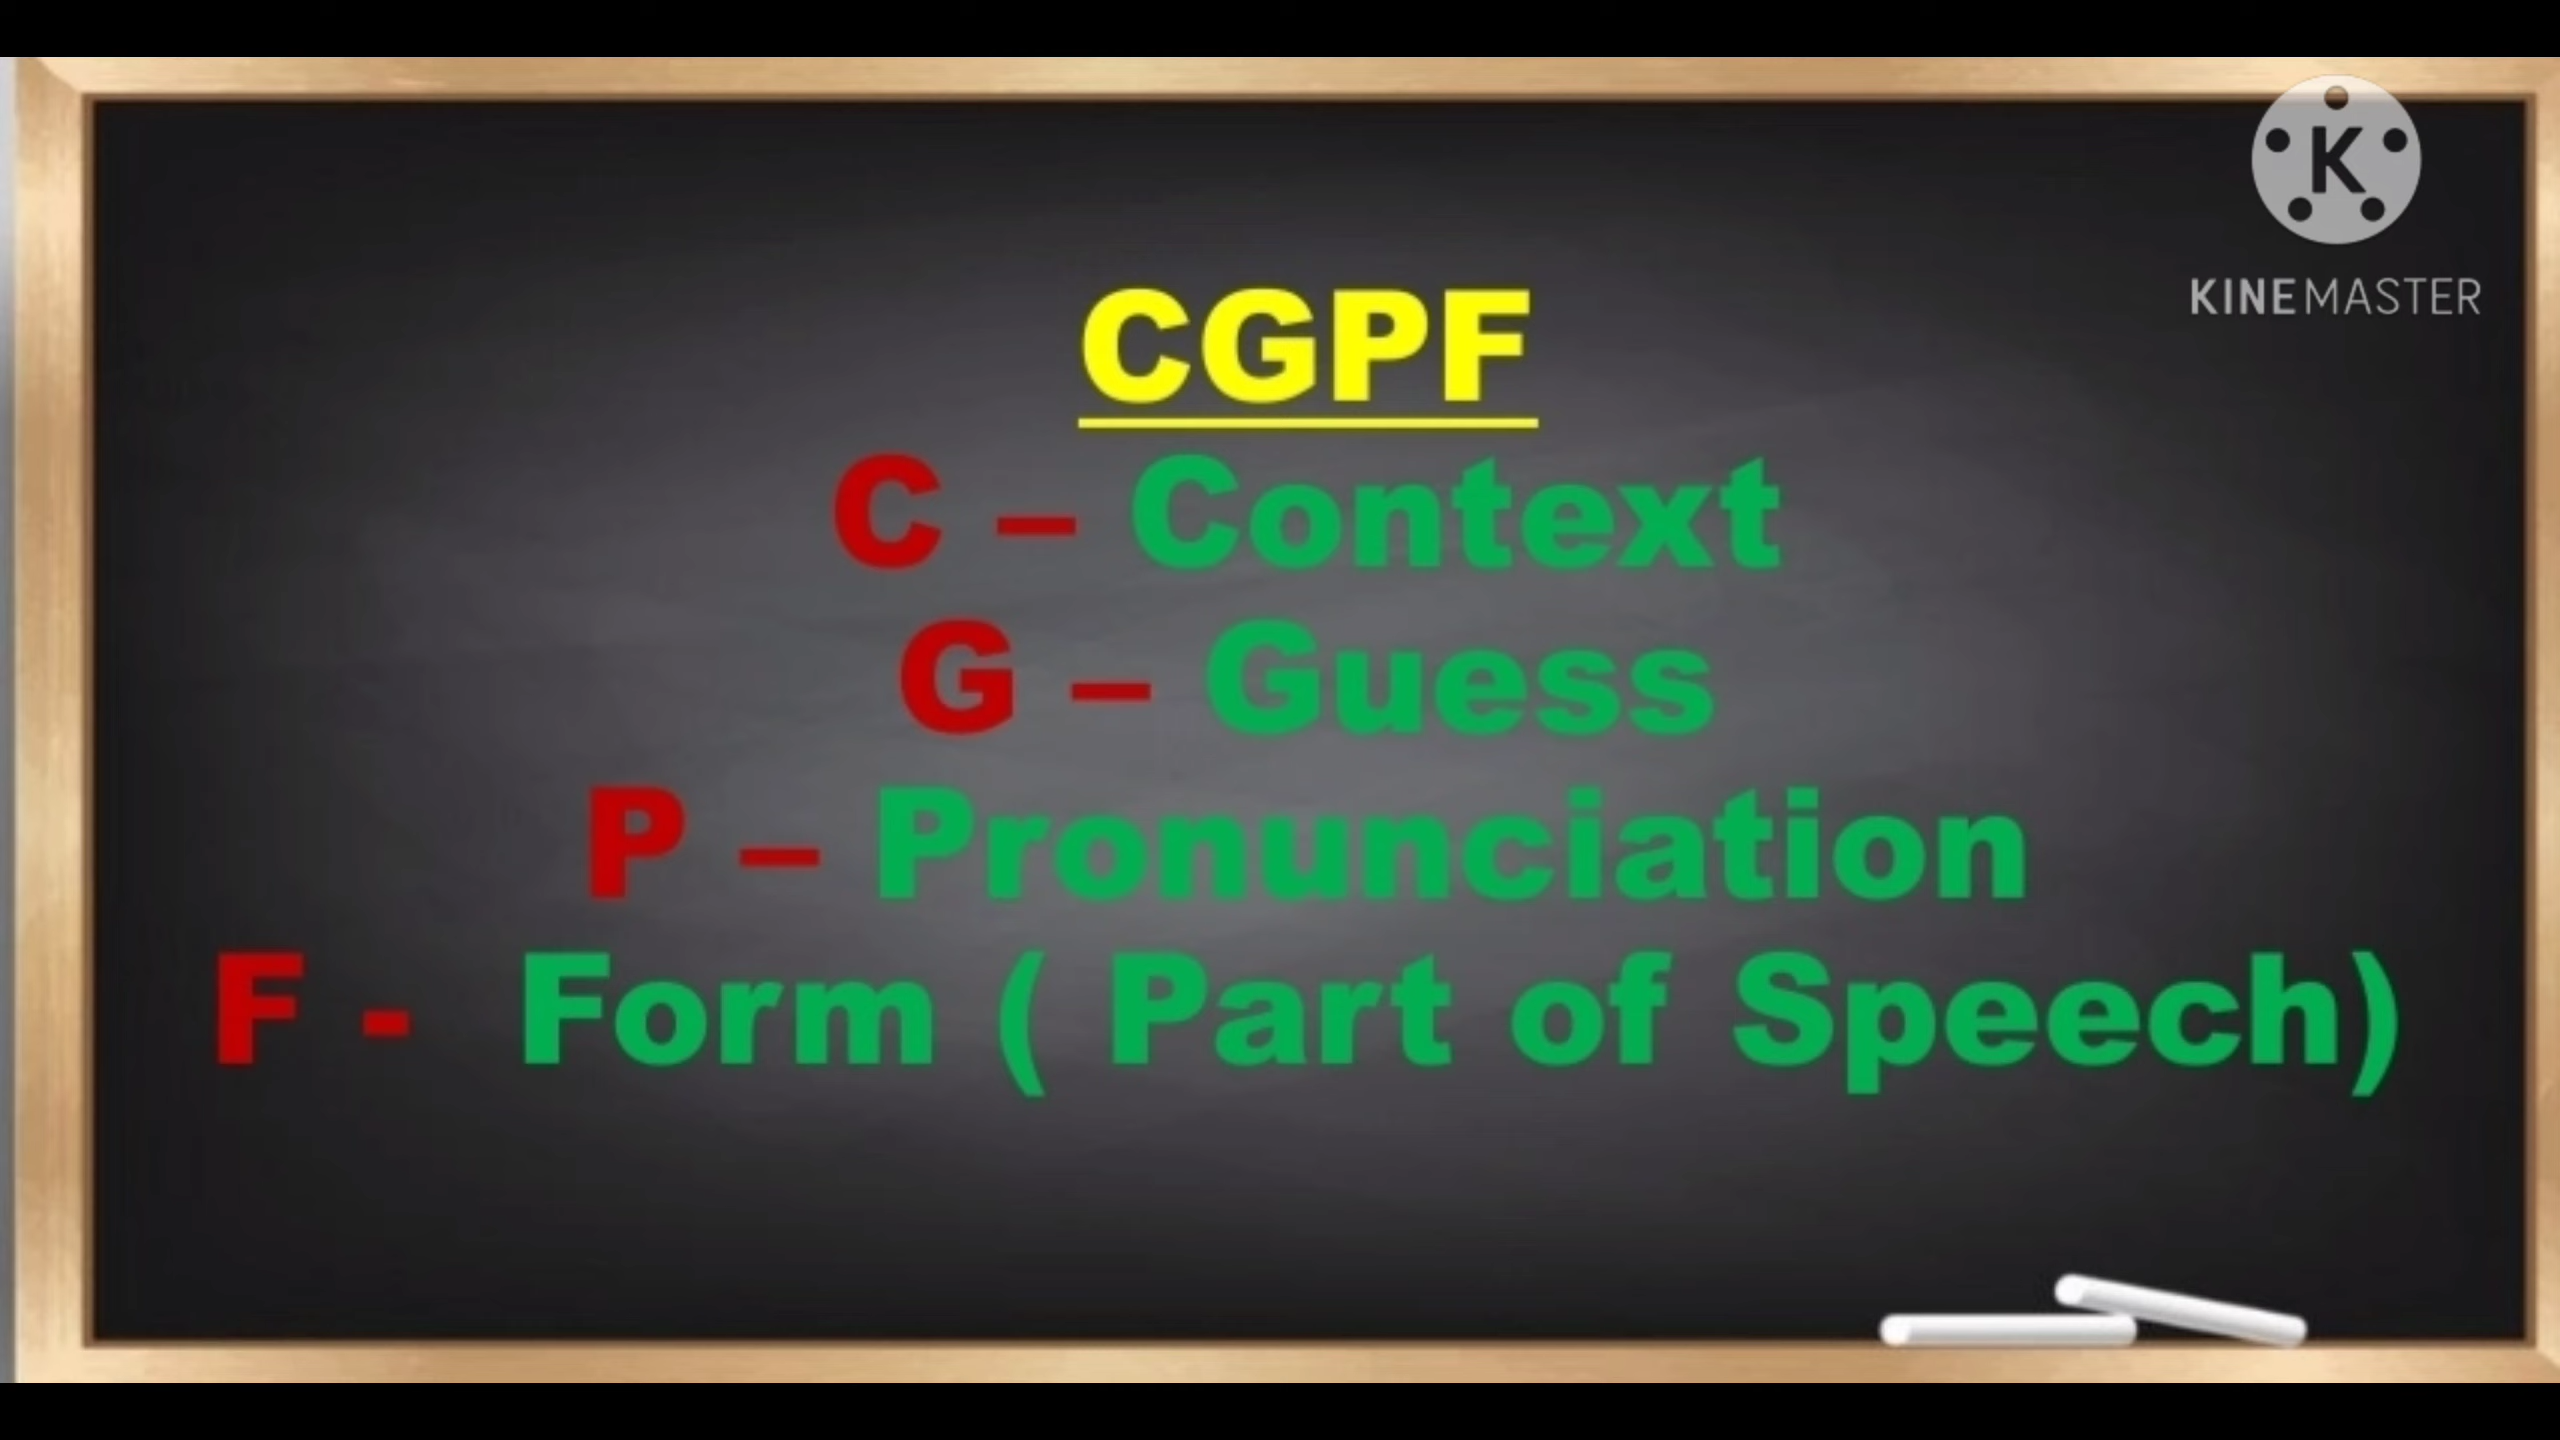 K
KINEMASTER
CGPF
C – Context
G – Guess
P – Pronunciation
F - Form ( Part of Speech)